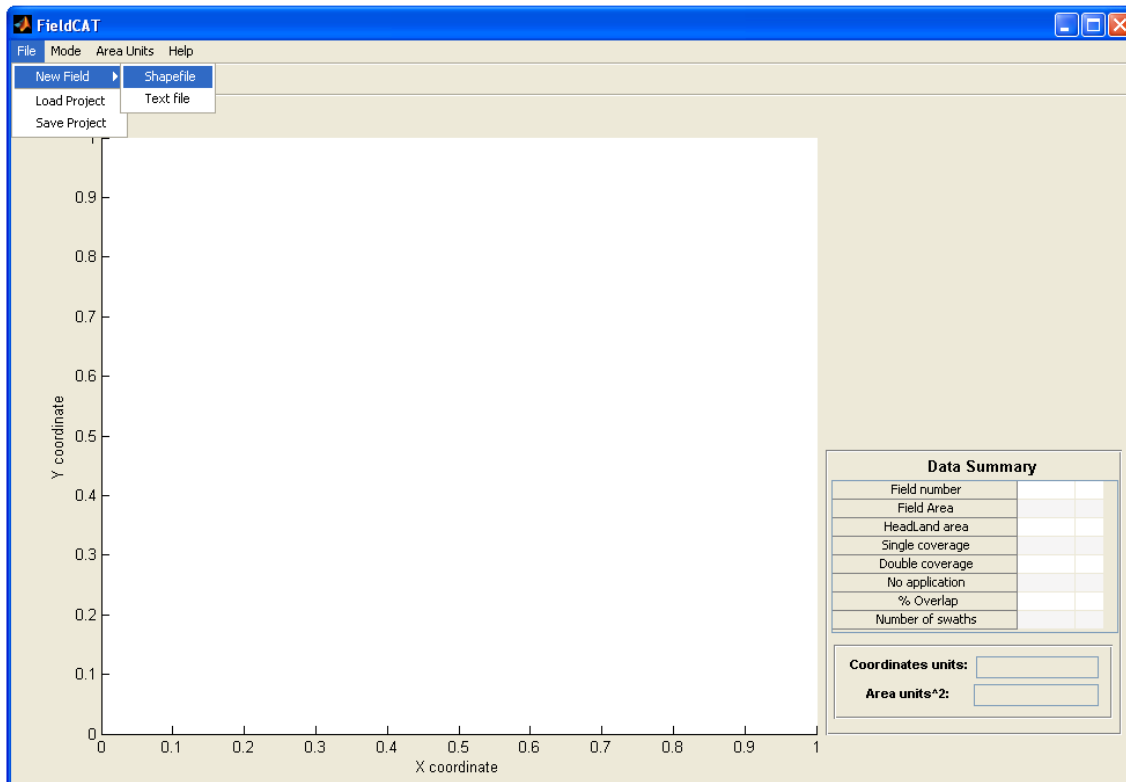 FieldCAT
File Mode Area Units Help
New Field Shapefile
Load Project Text file
Save Project
1
0.9
0.8
0.7
0.6
0.5
0.4
0.3
0.2
0.1
0
Y coordinate
0 0.1 0.2 0.3 0.4 0.5 0.6 0.7 0.8 0.9 1
X coordinate
Data Summary
Field number
Field Area
HeadLand area
Single coverage
Double coverage
No application
% Overlap
Number of swaths
Coordinates units:
Area units^2: